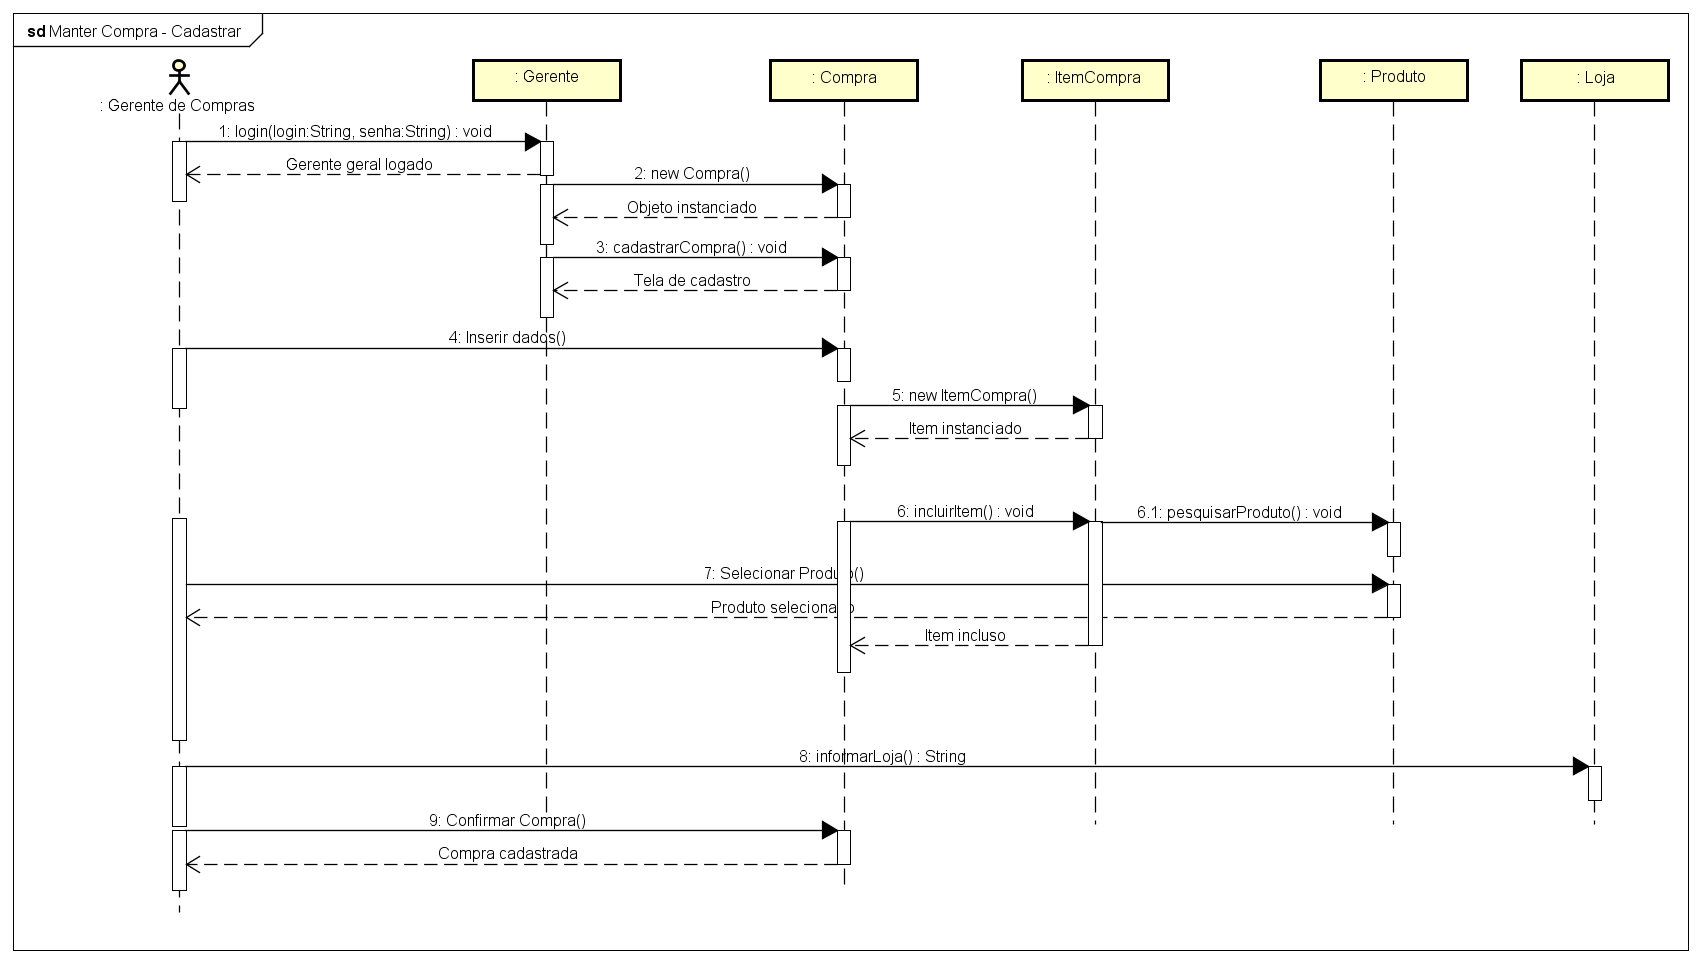 sd Manter Compra - Cadastrar
: Gerente de Compras
: Gerente
: Compra
: ItemCompra
: Produto
: Loja
1: login(login:String, senha:String) : void
Gerente geral logado
2: new Compra()
Objeto instanciado
3: cadastrarCompra() : void
Tela de cadastro
4: Inserir dados()
5: new ItemCompra()
Item instanciado
6: incluirItem() : void
6.1: pesquisarProduto() : void
7: Selecionar Produto()
Produto selecionado
Item incluso
8: informarLoja() : String
9: Confirmar Compra()
Compra cadastrada